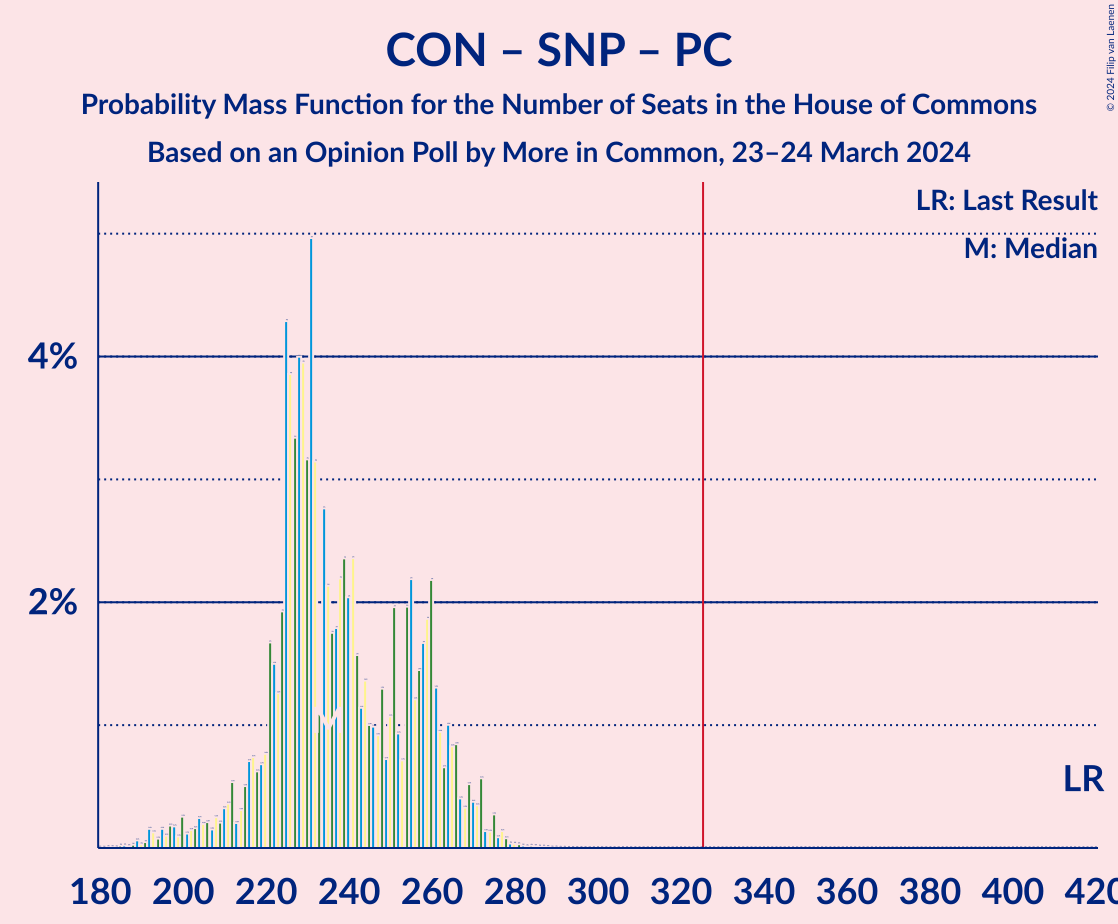 CON – SNP – PC
Probability Mass Function for the Number of Seats in the House of Commons
Based on an Opinion Poll by More in Common, 23–24 March 2024
© 2024 Filip van Laenen
LR: Last Result
M: Median
4%
2%
M
LR
180 200 220 240 260 280 300 320 340 360 380 400 420